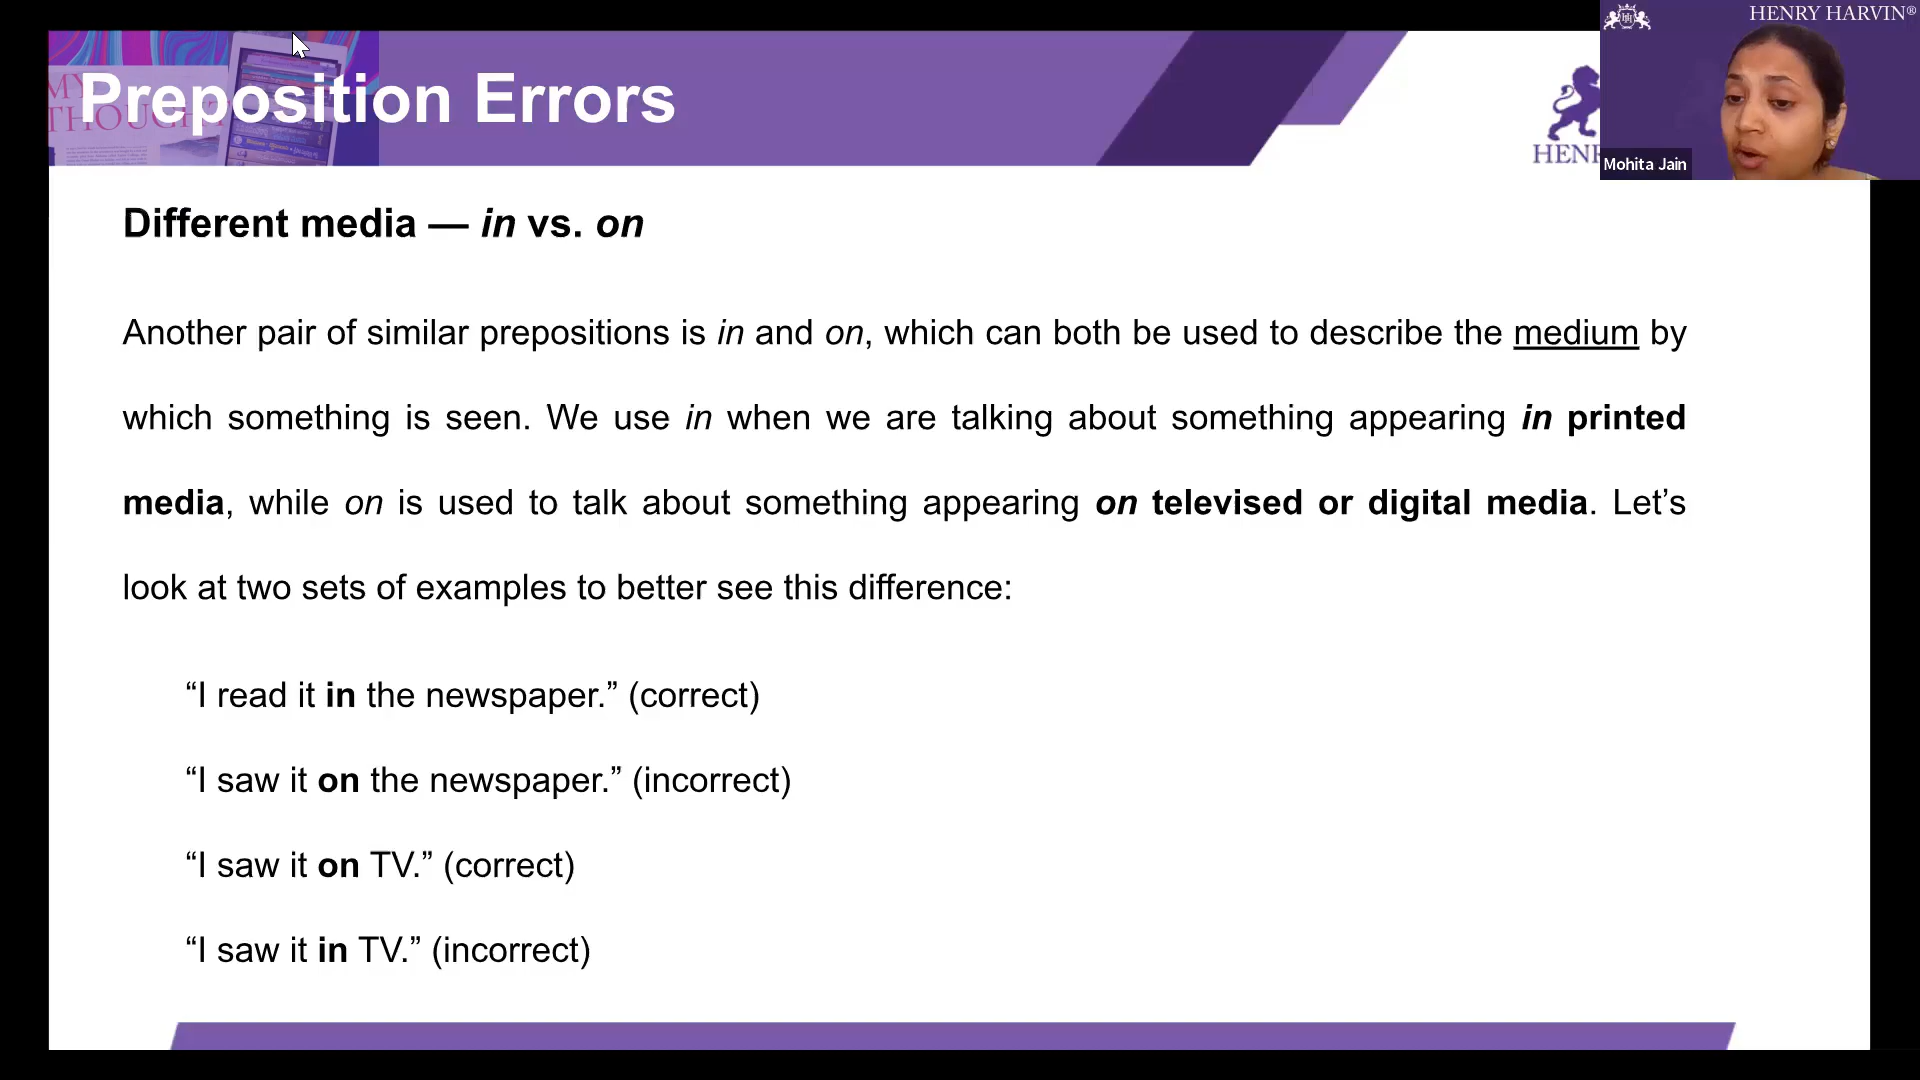 HENRY HARVIN®
MY
THOUGHT
Preposition Errors
HENR
Mohita Jain
Different media — in vs. on
Another pair of similar prepositions is in and on, which can both be used to describe the medium by
which something is seen. We use in when we are talking about something appearing in printed
media, while on is used to talk about something appearing on televised or digital media. Let’s
look at two sets of examples to better see this difference:
“I read it in the newspaper.” (correct)
“I saw it on the newspaper.” (incorrect)
“I saw it on TV.” (correct)
“I saw it in TV.” (incorrect)